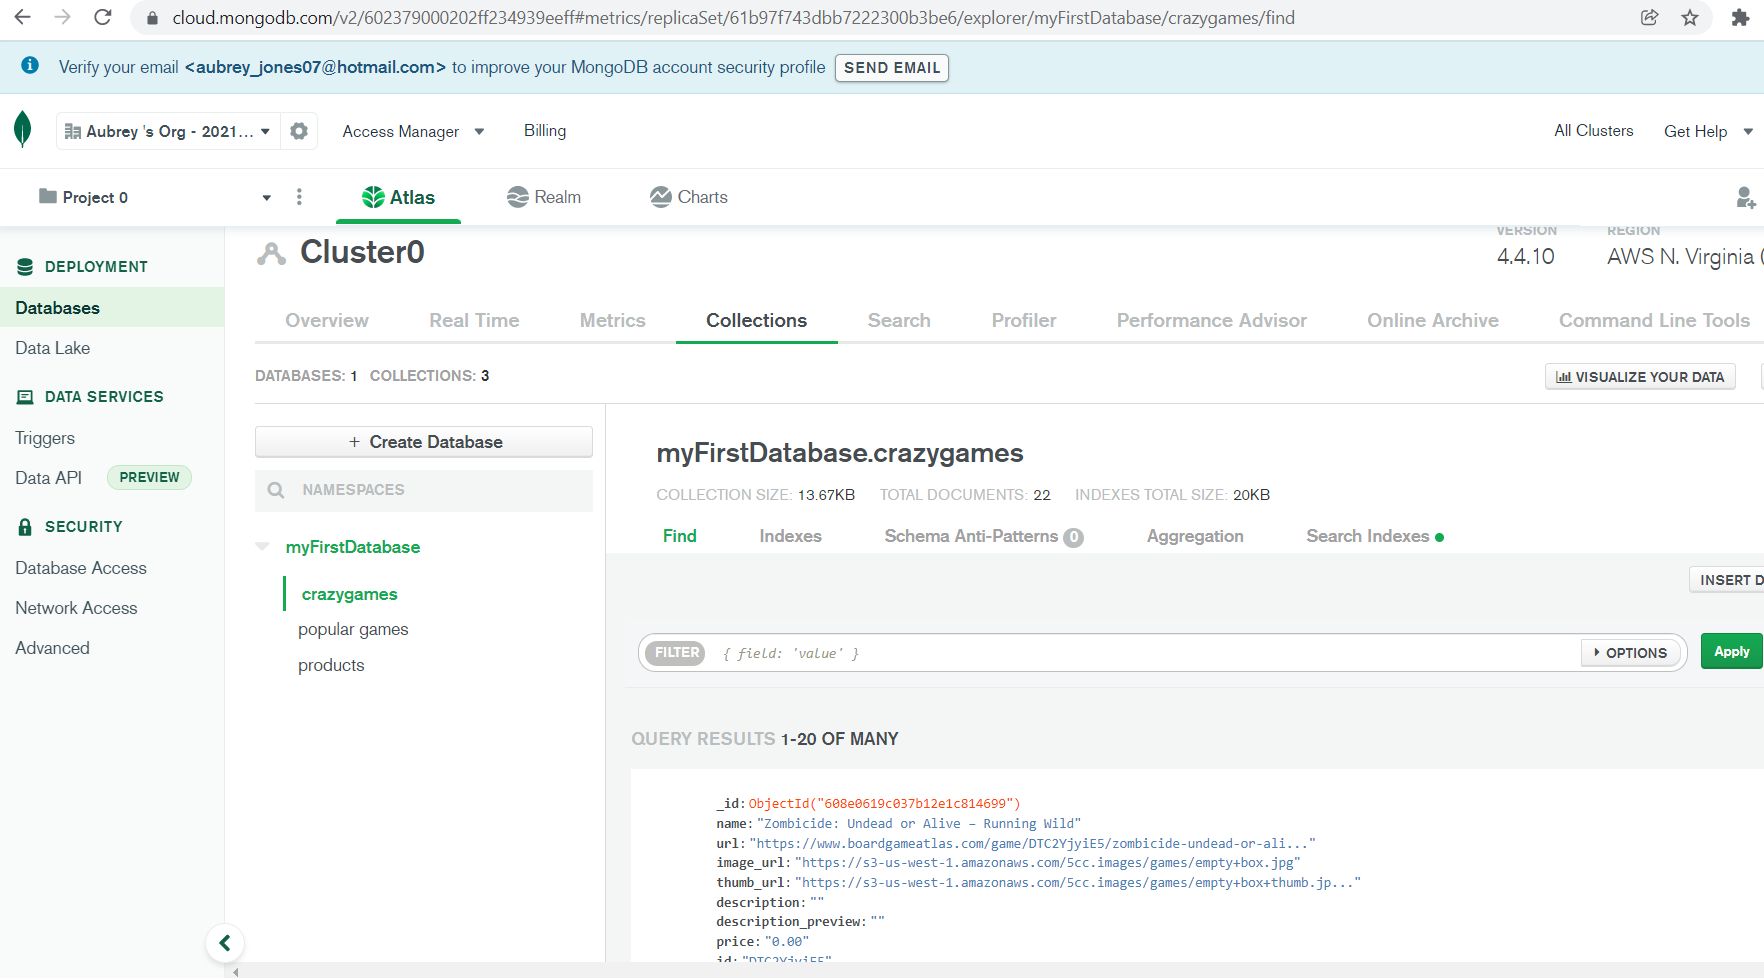 cloud.mongodb.com/v2/602379000202ff234939eeff#metrics/replicaSet/61b97f743dbb7222300b3be6/explorer/myFirstDatabase/crazygames/find
Verify your email <aubrey_jones07@hotmail.com> to improve your MongoDB account security profile SEND EMAIL
Aubrey 's Org - 2021... Access Manager Billing All Clusters Get Help
Project 0 Atlas Realm Charts
VERSION REGION
Cluster0 4.4.10 AWS N. Virginia (
DEPLOYMENT
Databases
Data Lake
DATA SERVICES
Triggers
Data API PREVIEW
SECURITY
Database Access
Network Access
Advanced
Overview Real Time Metrics Collections Search Profiler Performance Advisor Online Archive Command Line Tools
DATABASES: 1 COLLECTIONS: 3 VISUALIZE YOUR DATA
+ Create Database
NAMESPACES
myFirstDatabase
crazygames
popular games
products
myFirstDatabase.crazygames
COLLECTION SIZE: 13.67KB TOTAL DOCUMENTS: 22 INDEXES TOTAL SIZE: 20KB
Find Indexes Schema Anti-Patterns 0 Aggregation Search Indexes
INSERT D
FILTER { field: 'value' } OPTIONS Apply
QUERY RESULTS 1-20 OF MANY
_id: ObjectId("608e0619c037b12e1c814699")
name: "Zombicide: Undead or Alive – Running Wild"
url: "https://www.boardgameatlas.com/game/DTC2YjyiE5/zombicide-undead-or-ali..."
image_url: "https://s3-us-west-1.amazonaws.com/5cc.images/games/empty+box.jpg"
thumb_url: "https://s3-us-west-1.amazonaws.com/5cc.images/games/empty+box+thumb.jp..."
description: ""
description_preview: ""
price: "0.00"
id: "DTC2YjyiE5"